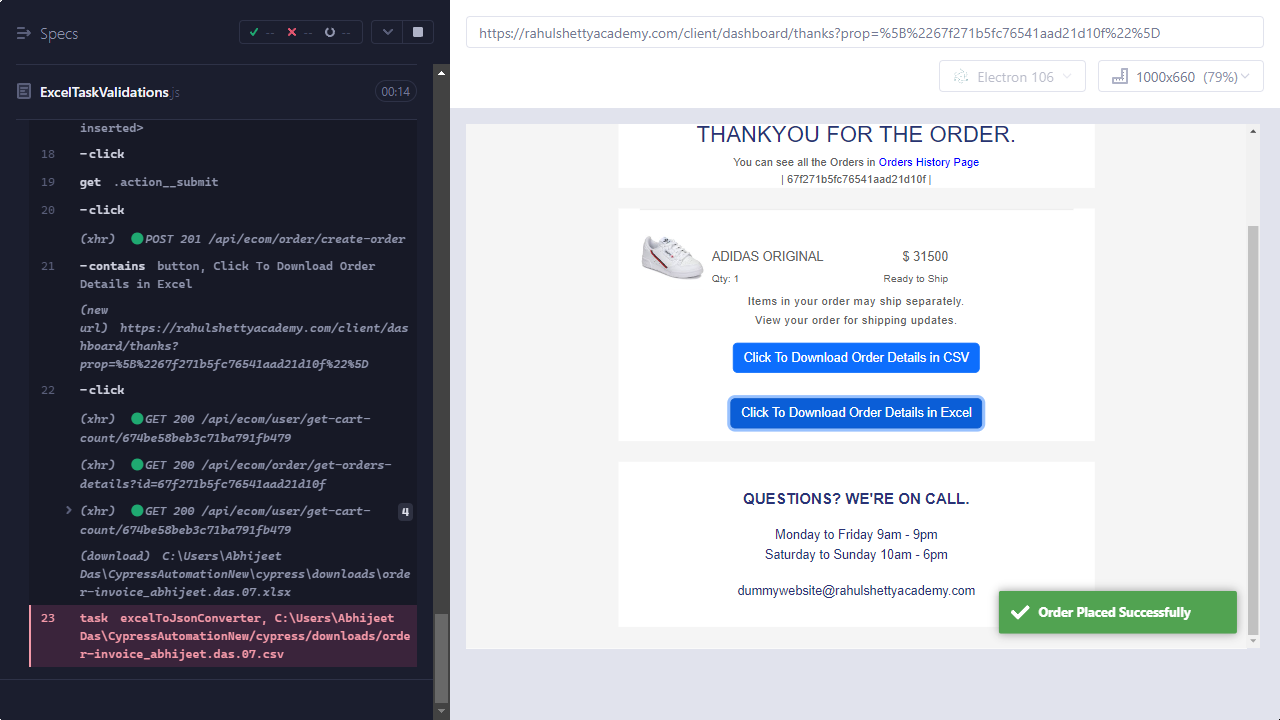 Specs
-- -- --
ExcelTaskValidations.js 00:14
inserted>
18 -click
19 get .action__submit
20 -click
(xhr) POST 201 /api/ecom/order/create-order
21 -contains button, Click To Download Order
Details in Excel
(new
url) https://rahulshettyacademy.com/client/das
hboard/thanks?
prop=%5B%2267f271b5fc76541aad21d10f%22%5D
22 -click
(xhr) GET 200 /api/ecom/user/get-cart-
count/674be58beb3c71ba791fb479
(xhr) GET 200 /api/ecom/order/get-orders-
details?id=67f271b5fc76541aad21d10f
(xhr) GET 200 /api/ecom/user/get-cart- 4
count/674be58beb3c71ba791fb479
(download) C:\Users\Abhijeet
Das\CypressAutomationNew\cypress\downloads\orde
r-invoice_abhijeet.das.07.xlsx
23 task excelToJsonConverter, C:\Users\Abhijeet
Das\CypressAutomationNew/cypress/downloads/orde
r-invoice_abhijeet.das.07.csv
https://rahulshettyacademy.com/client/dashboard/thanks?prop=%5B%2267f271b5fc76541aad21d10f%22%5D
Electron 106 1000x660 (79%)
THANKYOU FOR THE ORDER.
You can see all the Orders in Orders History Page
| 67f271b5fc76541aad21d10f |
ADIDAS ORIGINAL $ 31500
Qty: 1 Ready to Ship
Items in your order may ship separately.
View your order for shipping updates.
Click To Download Order Details in CSV
Click To Download Order Details in Excel
QUESTIONS? WE'RE ON CALL.
Monday to Friday 9am - 9pm
Saturday to Sunday 10am - 6pm
dummywebsite@rahulshettyacademy.com
Order Placed Successfully